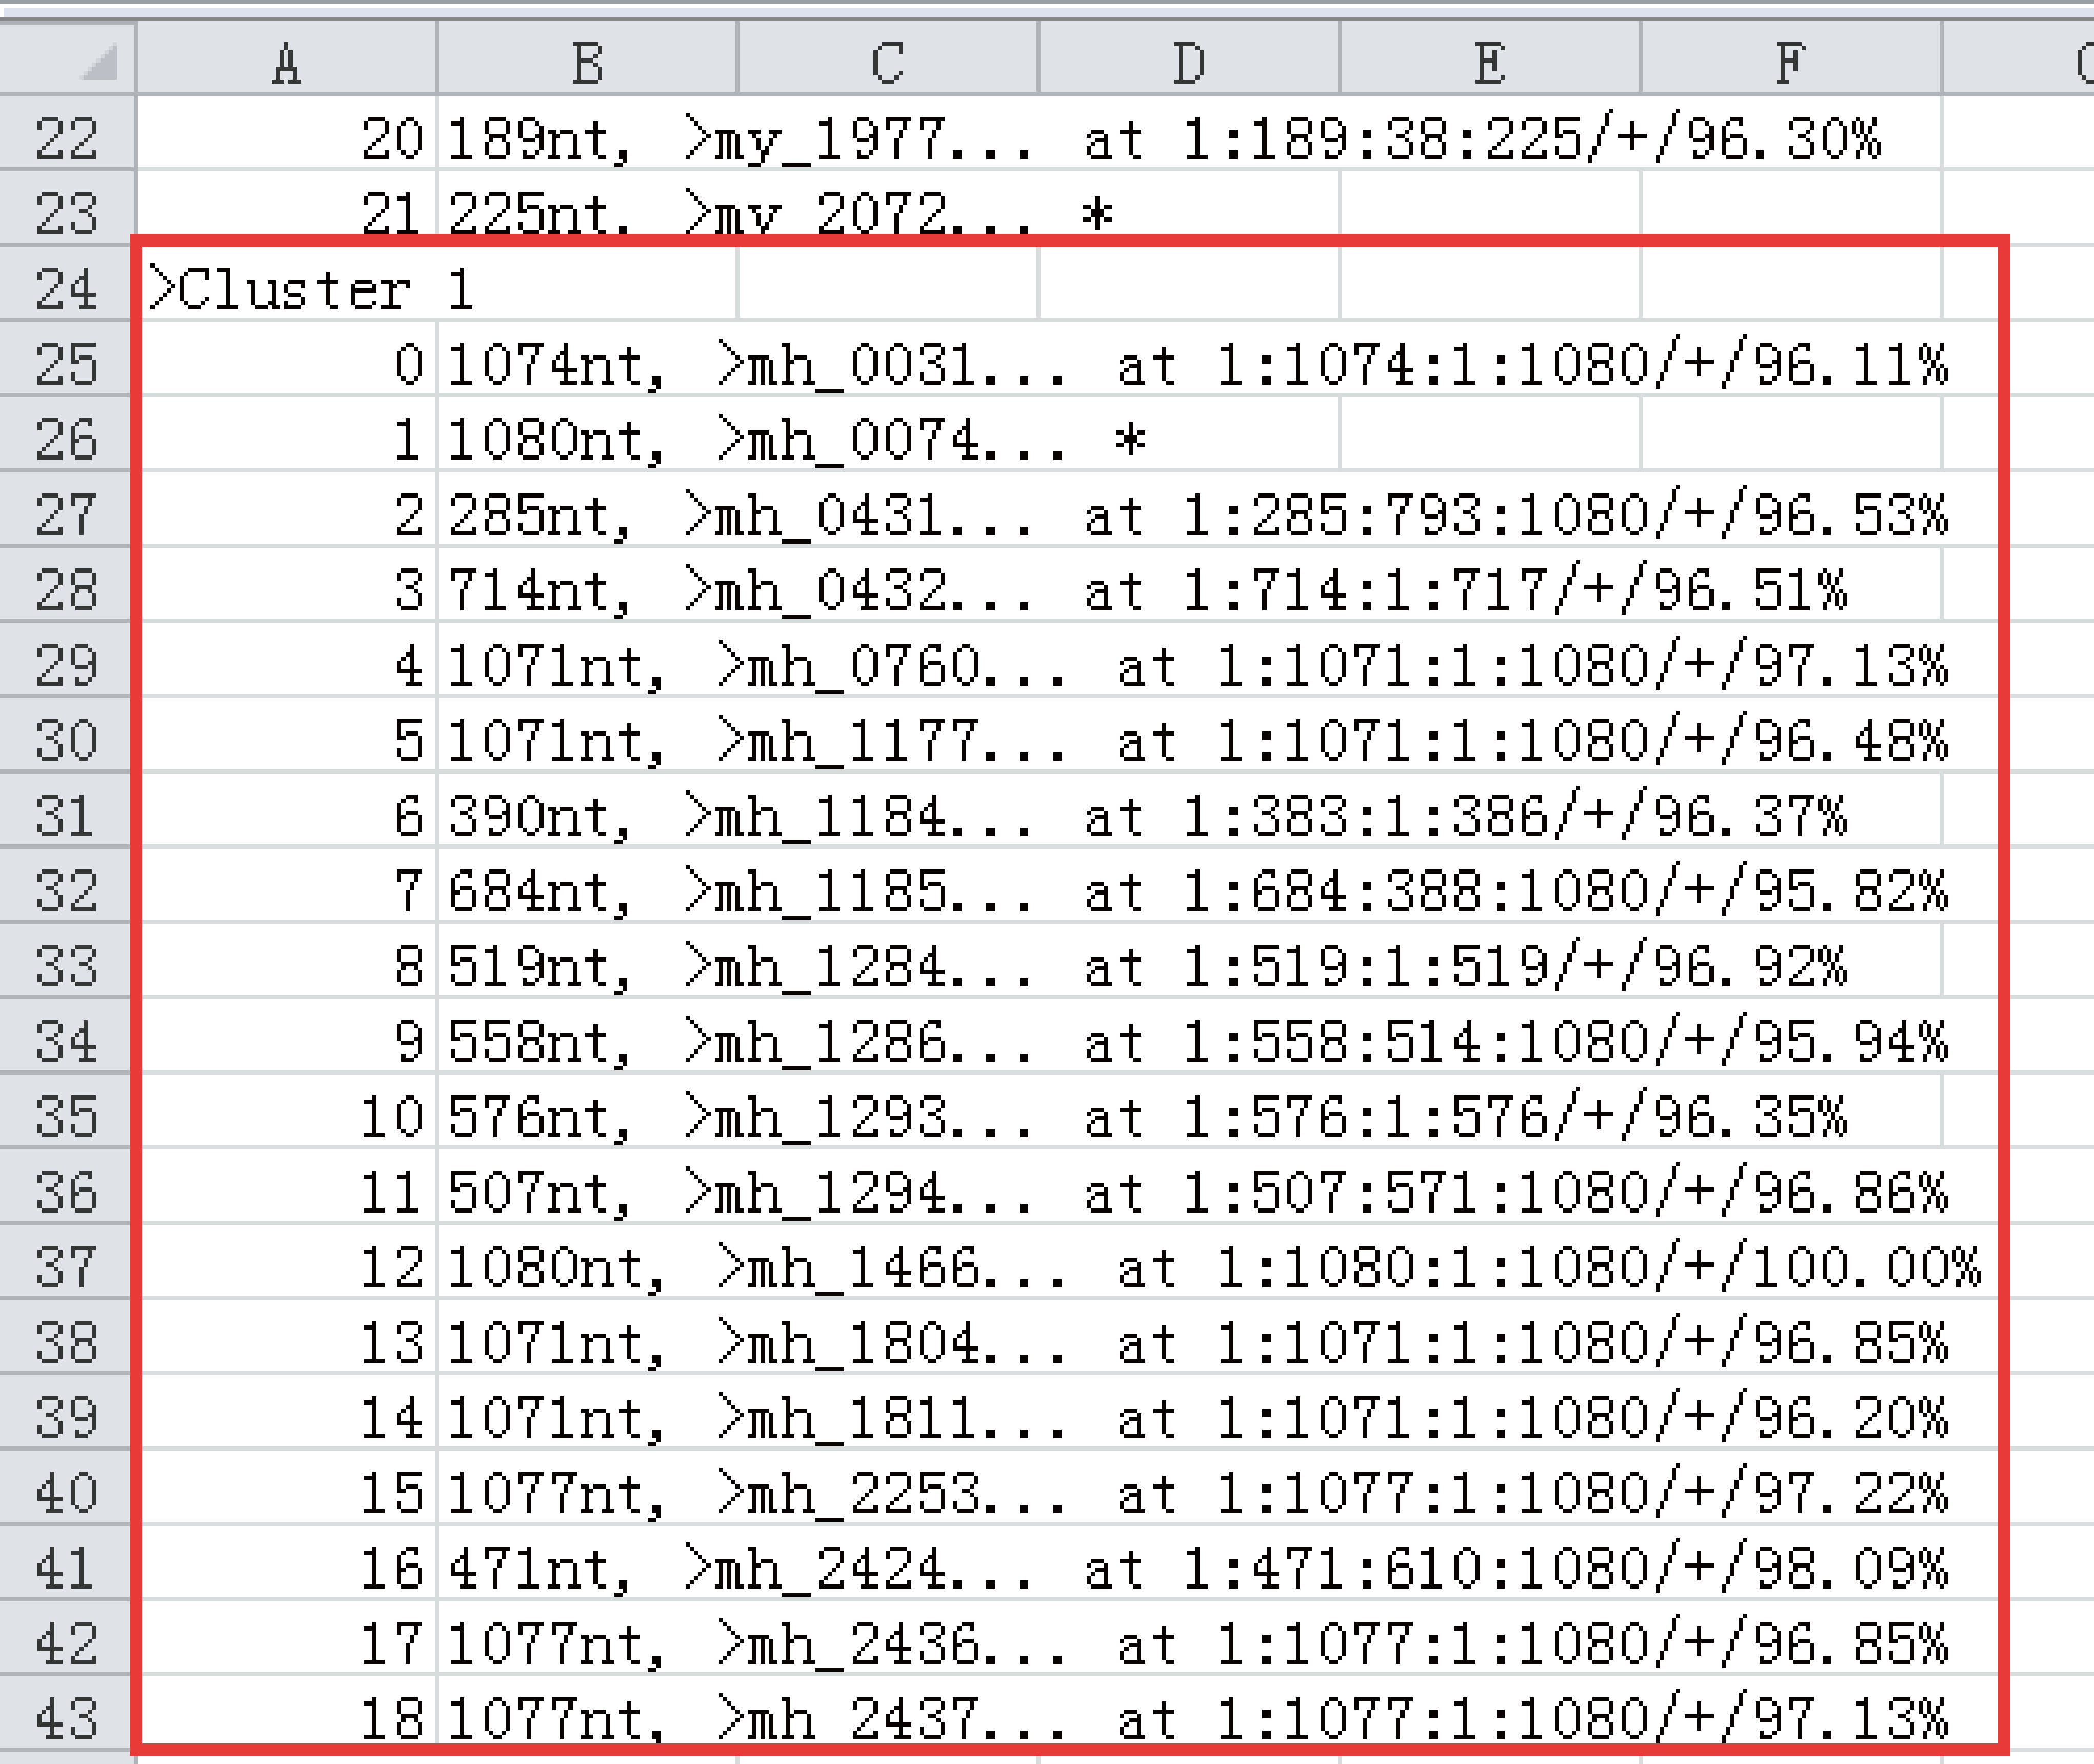 A B C D E F
22 20 189nt, >my_1977... at 1:189:38:225/+/96.30%
23 21 225nt, >my_2072... *
24 >Cluster 1
25 0 1074nt, >mh_0031... at 1:1074:1:1080/+/96.11%
26 1 1080nt, >mh_0074... *
27 2 285nt, >mh_0431... at 1:285:793:1080/+/96.53%
28 3 714nt, >mh_0432... at 1:714:1:717/+/96.51%
29 4 1071nt, >mh_0760... at 1:1071:1:1080/+/97.13%
30 5 1071nt, >mh_1177... at 1:1071:1:1080/+/96.48%
31 6 390nt, >mh_1184... at 1:383:1:386/+/96.37%
32 7 684nt, >mh_1185... at 1:684:388:1080/+/95.82%
33 8 519nt, >mh_1284... at 1:519:1:519/+/96.92%
34 9 558nt, >mh_1286... at 1:558:514:1080/+/95.94%
35 10 576nt, >mh_1293... at 1:576:1:576/+/96.35%
36 11 507nt, >mh_1294... at 1:507:571:1080/+/96.86%
37 12 1080nt, >mh_1466... at 1:1080:1:1080/+/100.00%
38 13 1071nt, >mh_1804... at 1:1071:1:1080/+/96.85%
39 14 1071nt, >mh_1811... at 1:1071:1:1080/+/96.20%
40 15 1077nt, >mh_2253... at 1:1077:1:1080/+/97.22%
41 16 471nt, >mh_2424... at 1:471:610:1080/+/98.09%
42 17 1077nt, >mh_2436... at 1:1077:1:1080/+/96.85%
43 18 1077nt, >mh_2437... at 1:1077:1:1080/+/97.13%